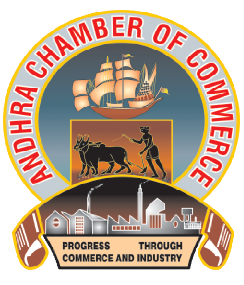 ANDHRA CHAMBER OF COMMERCE
PROGRESS THROUGH
COMMERCE AND INDUSTRY